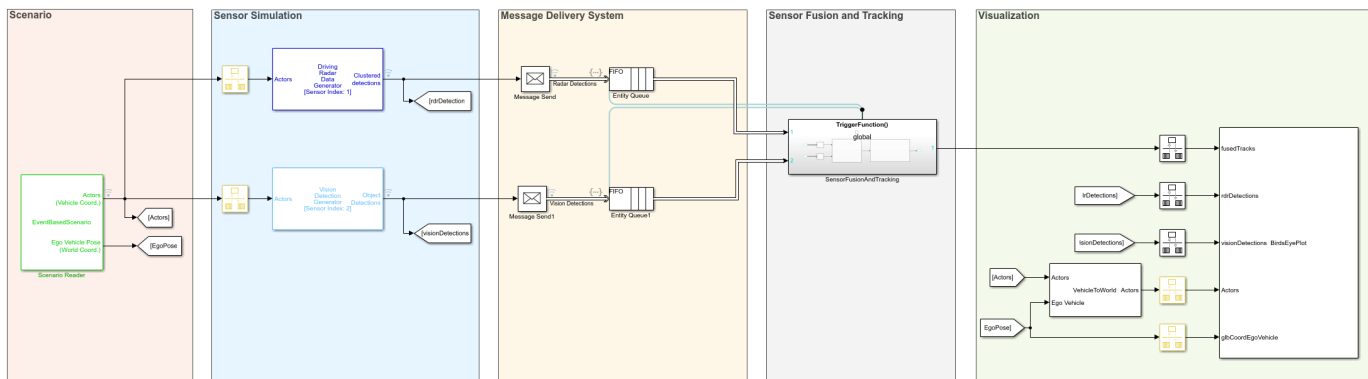 Scenario
Sensor Simulation
Message Delivery System
Sensor Fusion and Tracking
Visualization
Actors
(Vehicle Coord.)
EventBasedScenario
Ego Vehicle Pose
(World Coord.)
Scenario Reader
[Actors]
[EgoPose
Actors
Driving
Radar
Data
Generator
[Sensor Index: 1]
Clustered
detections
[rdrDetection
Actors
Vision
Detection
Generator
[Sensor Index: 2]
Object
Detections
[visionDetections
Message Send
Radar Detections
{...}
FIFO
Entity Queue
Message Send1
Vision Detections
{...}
FIFO
Entity Queue1
TriggerFunction()
global
1
2
1
SensorFusionAndTracking
fusedTracks
lrDetections]
rdrDetections
isionDetections]
visionDetections BirdsEyePlot
[Actors]
Actors
VehicleToWorld Actors
Ego Vehicle
Actors
EgoPose]
glbCoordEgoVehicle